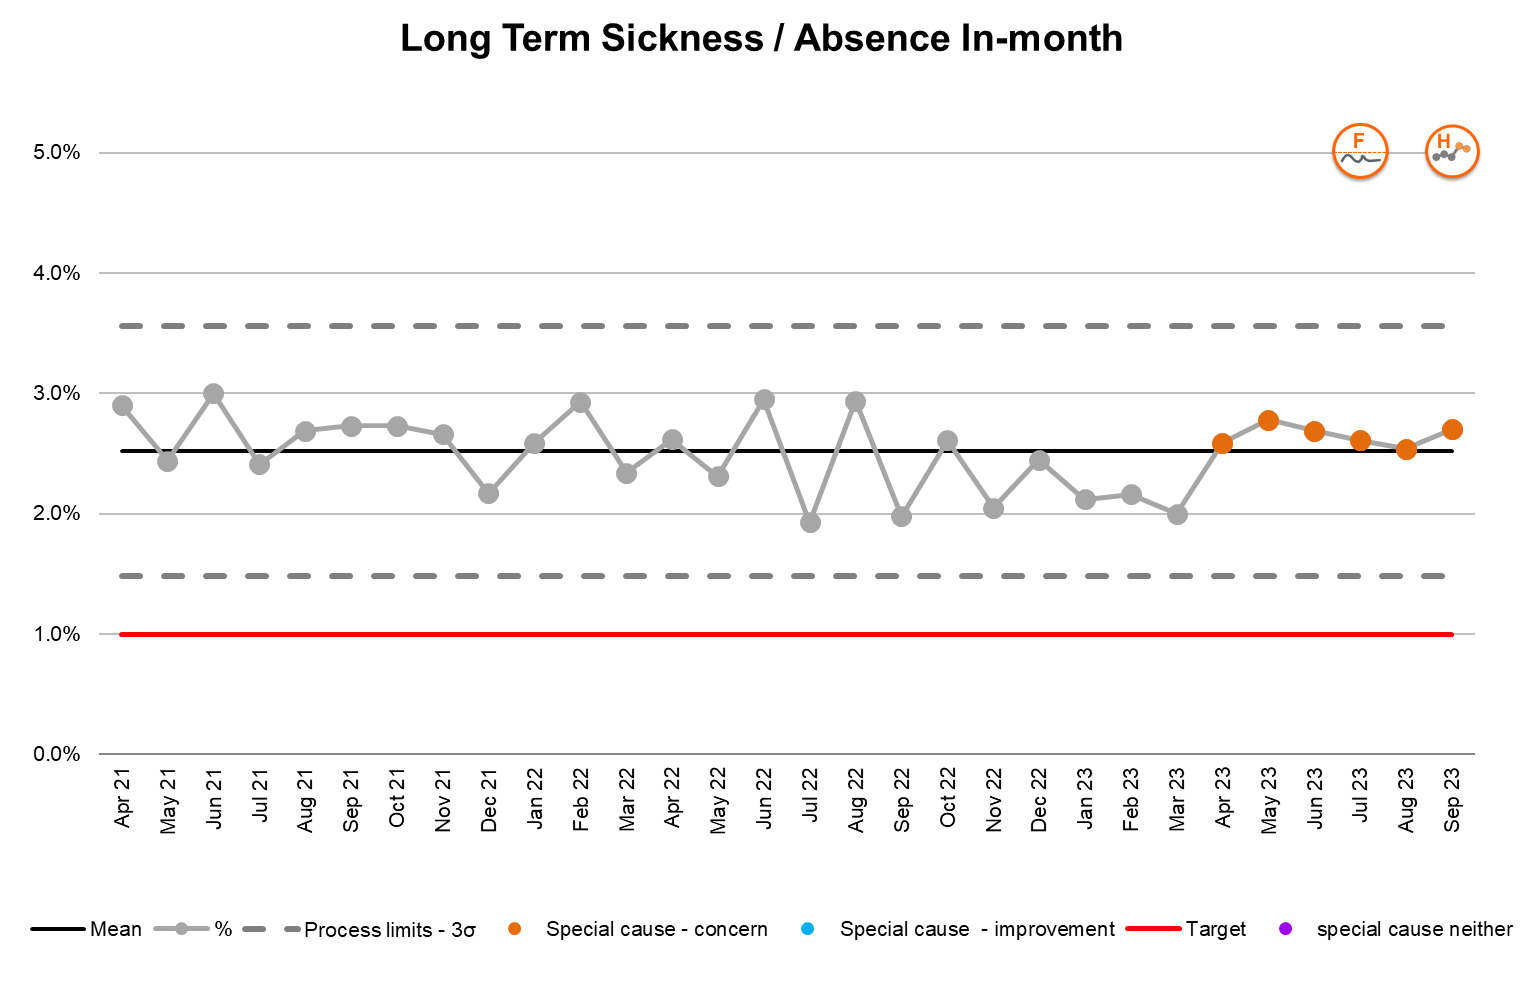 Long Term Sickness / Absence In-month
F
H
5.0%
4.0%
3.0%
2.0%
1.0%
0.0%
Apr 21
May 21
Jun 21
Jul 21
Aug 21
Sep 21
Oct 21
Nov 21
Dec 21
Jan 22
Feb 22
Mar 22
Apr 22
May 22
Jun 22
Jul 22
Aug 22
Sep 22
Oct 22
Nov 22
Dec 22
Jan 23
Feb 23
Mar 23
Apr 23
May 23
Jun 23
Jul 23
Aug 23
Sep 23
Mean % Process limits - 3σ Special cause - concern Special cause - improvement Target special cause neither